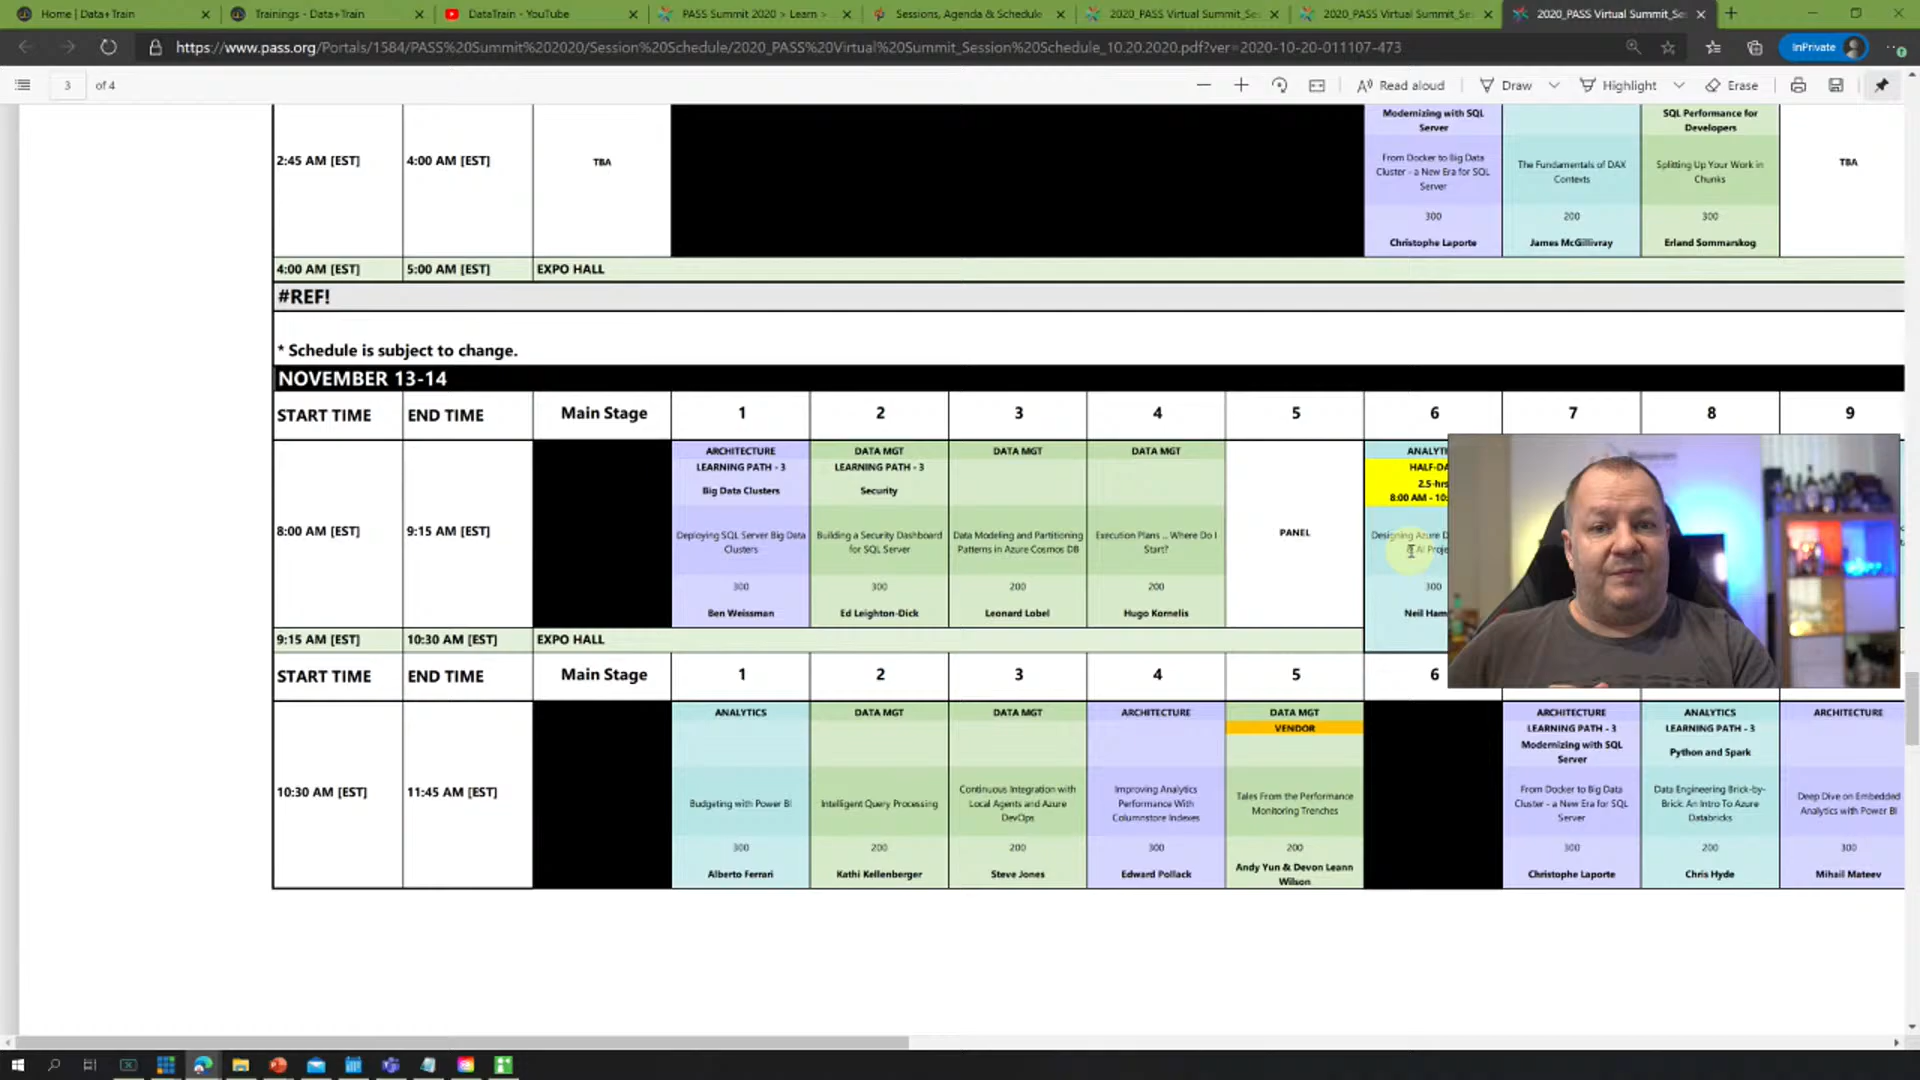 Home | Data+Train
Trainings - Data+Train
DataTrain - YouTube
PASS Summit 2020 > Learn >
Sessions, Agenda & Schedule
2020_PASS Virtual Summit_Se
2020_PASS Virtual Summit_Se
2020_PASS Virtual Summit_Se
https://www.pass.org/Portals/1584/PASS%20Summit%202020/Session%20Schedule/2020_PASS%20Virtual%20Summit_Session%20Schedule_10.20.2020.pdf?ver=2020-10-20-011107-473
InPrivate
3 of 4
Read aloud
Draw
Highlight
Erase
Modernizing with SQL
Server
SQL Performance for
Developers
2:45 AM [EST]
4:00 AM [EST]
TBA
From Docker to Big Data
Cluster - a New Era for SQL
Server
The Fundamentals of DAX
Contexts
Splitting Up Your Work in
Chunks
TBA
300
200
300
Christophe Laporte
James McGillivray
Erland Sommarskog
4:00 AM [EST]
5:00 AM [EST]
EXPO HALL
#REF!
* Schedule is subject to change.
NOVEMBER 13-14
START TIME
END TIME
Main Stage
1
2
3
4
5
6
7
8
9
8:00 AM [EST]
9:15 AM [EST]
ARCHITECTURE
LEARNING PATH - 3
Big Data Clusters
Deploying SQL Server Big Data
Clusters
300
Ben Weissman
DATA MGT
LEARNING PATH - 3
Security
Building a Security Dashboard
for SQL Server
300
Ed Leighton-Dick
DATA MGT
Data Modeling and Partitioning
Patterns in Azure Cosmos DB
200
Leonard Lobel
DATA MGT
Execution Plans ... Where Do I
Start?
200
Hugo Kornelis
PANEL
ANALYTI
HALF-DA
2.5-hrs
8:00 AM - 10:
Designing Azure D
AI Proje
300
Neil Ham
9:15 AM [EST]
10:30 AM [EST]
EXPO HALL
START TIME
END TIME
Main Stage
1
2
3
4
5
6
10:30 AM [EST]
11:45 AM [EST]
ANALYTICS
Budgeting with Power BI
300
Alberto Ferrari
DATA MGT
Intelligent Query Processing
200
Kathi Kellenberger
DATA MGT
Continuous Integration with
Local Agents and Azure
DevOps
200
Steve Jones
ARCHITECTURE
Improving Analytics
Performance With
Columnstore Indexes
300
Edward Pollack
DATA MGT
VENDOR
Tales From the Performance
Monitoring Trenches
200
Andy Yun & Devon Leann
Wilson
ARCHITECTURE
LEARNING PATH - 3
Modernizing with SQL
Server
From Docker to Big Data
Cluster - a New Era for SQL
Server
300
Christophe Laporte
ANALYTICS
LEARNING PATH - 3
Python and Spark
Data Engineering Brick-by-
Brick: An Intro To Azure
Databricks
200
Chris Hyde
ARCHITECTURE
Deep Dive on Embedded
Analytics with Power BI
300
Mihail Mateev